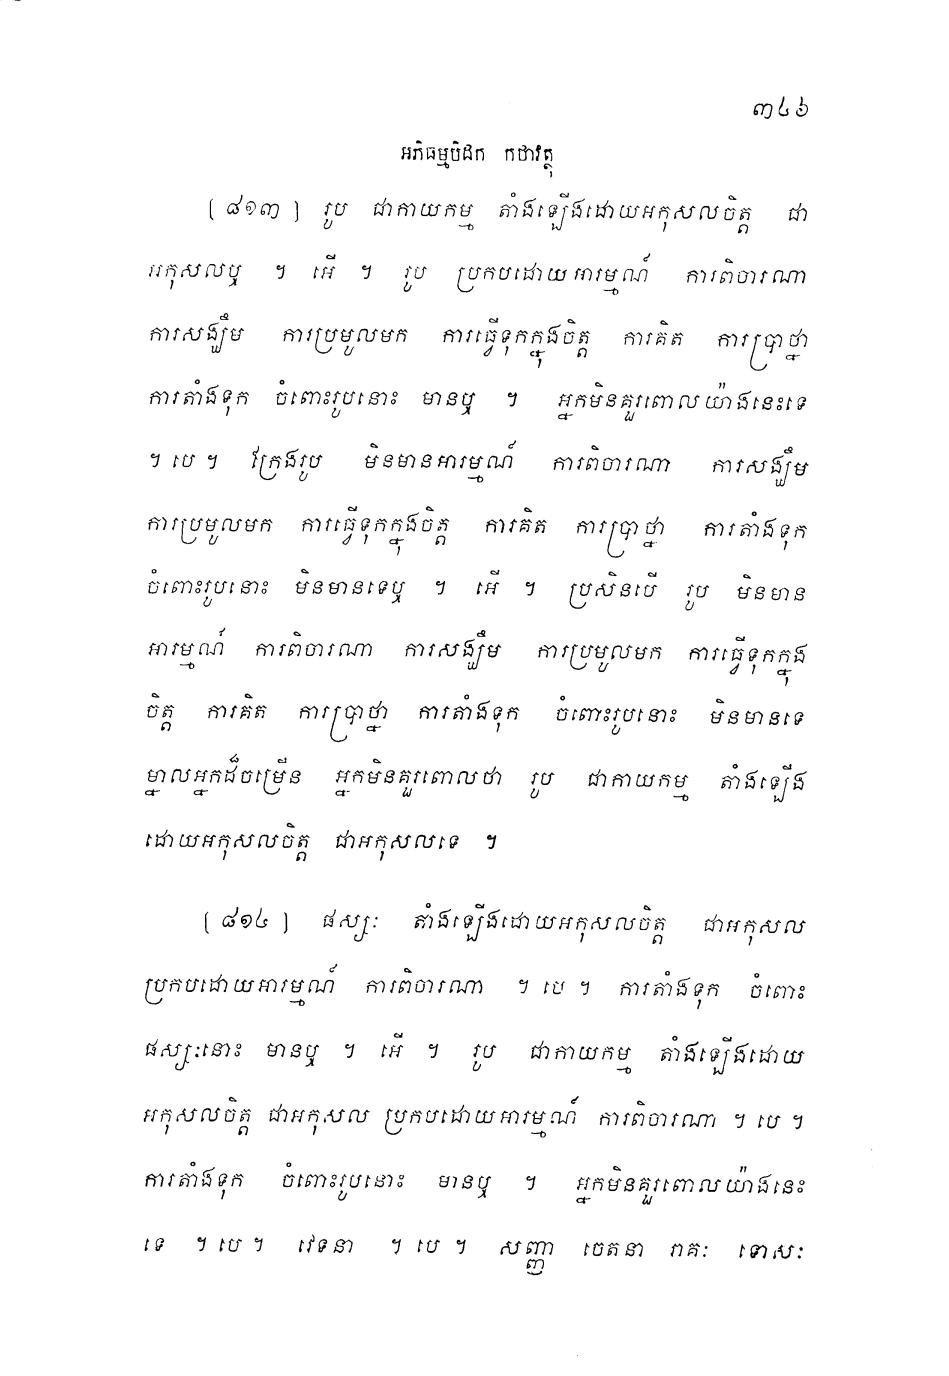 ៣៤៦
អភិធម្មបិដក កថាវត្ថុ
[ ៨១៣ ] រូប ជាកាយកម្ម តាំងឡើងដោយអកុសលចិត្ត ជា
អកុសលឬ ។ អើ ។ រូប ប្រកបដោយអារម្មណ៍ ការពិចារណា
ការសង្ឃឹម ការប្រមូលមក ការធ្វើទុកក្នុងចិត្ត ការគិត ការប្រាថ្នា
ការតាំងទុក ចំពោះរូបនោះ មានឬ ។ អ្នកមិនគួរពោលយ៉ាងនេះទេ
។ បេ ។ ក្រែងរូប មិនមានអារម្មណ៍ ការពិចារណា ការសង្ឃឹម
ការប្រមូលមក ការធ្វើទុកក្នុងចិត្ត ការគិត ការប្រាថ្នា ការតាំងទុក
ចំពោះរូបនោះ មិនមានទេឬ ។ អើ ។ ប្រសិនបើ រូប មិនមាន
អារម្មណ៍ ការពិចារណា ការសង្ឃឹម ការប្រមូលមក ការធ្វើទុកក្នុង
ចិត្ត ការគិត ការប្រាថ្នា ការតាំងទុក ចំពោះរូបនោះ មិនមានទេ
ម្នាលអ្នកដ៏ចម្រើន អ្នកមិនគួរពោលថា រូប ជាកាយកម្ម តាំងឡើង
ដោយអកុសលចិត្ត ជាអកុសលទេ ។
[ ៨១៤ ] ផស្សៈ តាំងឡើងដោយអកុសលចិត្ត ជាអកុសល
ប្រកបដោយអារម្មណ៍ ការពិចារណា ។ បេ ។ ការតាំងទុក ចំពោះ
ផស្សៈនោះ មានឬ ។ អើ ។ រូប ជាកាយកម្ម តាំងឡើងដោយ
អកុសលចិត្ត ជាអកុសល ប្រកបដោយអារម្មណ៍ ការពិចារណា ។ បេ ។
ការតាំងទុក ចំពោះរូបនោះ មានឬ ។ អ្នកមិនគួរពោលយ៉ាងនេះ
ទេ ។ បេ ។ វេទនា ។ បេ ។ សញ្ញា ចេតនា រាគៈ ទោសៈ